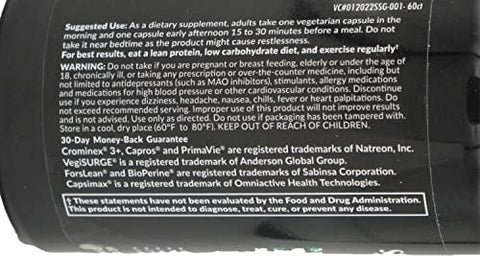 VC#012022SSG-001- 60ct
Suggested Use: As a dietary supplement, adults take one vegetarian capsule in the
morning and one capsule early afternoon 15 to 30 minutes before a meal. Do not
take it near bedtime as the product might cause restlessness.
For best results, eat a lean protein, low carbohydrate diet, and exercise regularly†
WARNING: Do not take if you are pregnant or breast feeding, elderly or under the age of
18, chronically ill, or taking any prescription or over-the-counter medicine, including but
not limited to antidepressants (such as MAO inhibitors), stimulants, allergy medications
and medications for high blood pressure or other cardiovascular conditions. Discontinue
use if you experience dizziness, headache, nausea, chills, fever or heart palpitations. Do
not exceed recommended serving. Improper use of this product will not improve results
and is not advised. Use only as directed. Do not use if packaging has been tampered with.
Store in a cool, dry place (60°F to 80°F). KEEP OUT OF REACH OF CHILDREN.
30-Day Money-Back Guarantee
Crominex® 3+, Capros® and PrimaVie® are registered trademarks of Natreon, Inc.
VegiSURGE® is a registered trademark of Anderson Global Group.
ForsLean® and BioPerine® are registered trademarks of Sabinsa Corporation.
Capsimax® is a registered trademark of Omniactive Health Technologies.
† These statements have not been evaluated by the Food and Drug Administration.
This product is not intended to diagnose, treat, cure, or prevent any disease.